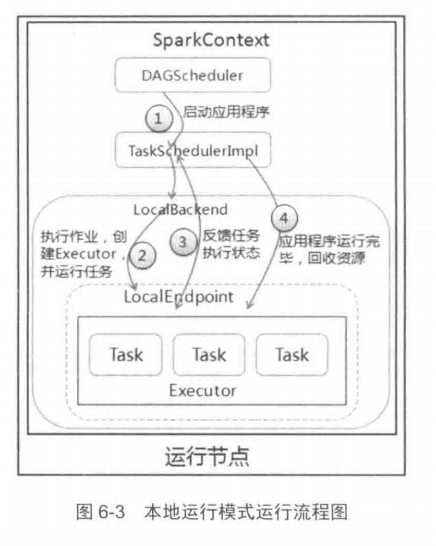 SparkContext
DAGScheduler
1
启动应用程序
TaskSchedulerImpl
LocalBackend
执行作业，创
建Executor，
并运行任务
2
3
反馈任务
执行状态
4
应用程序运行完
毕，回收资源
LocalEndpoint
Task
Task
Task
Executor
运行节点
图 6-3 本地运行模式运行流程图